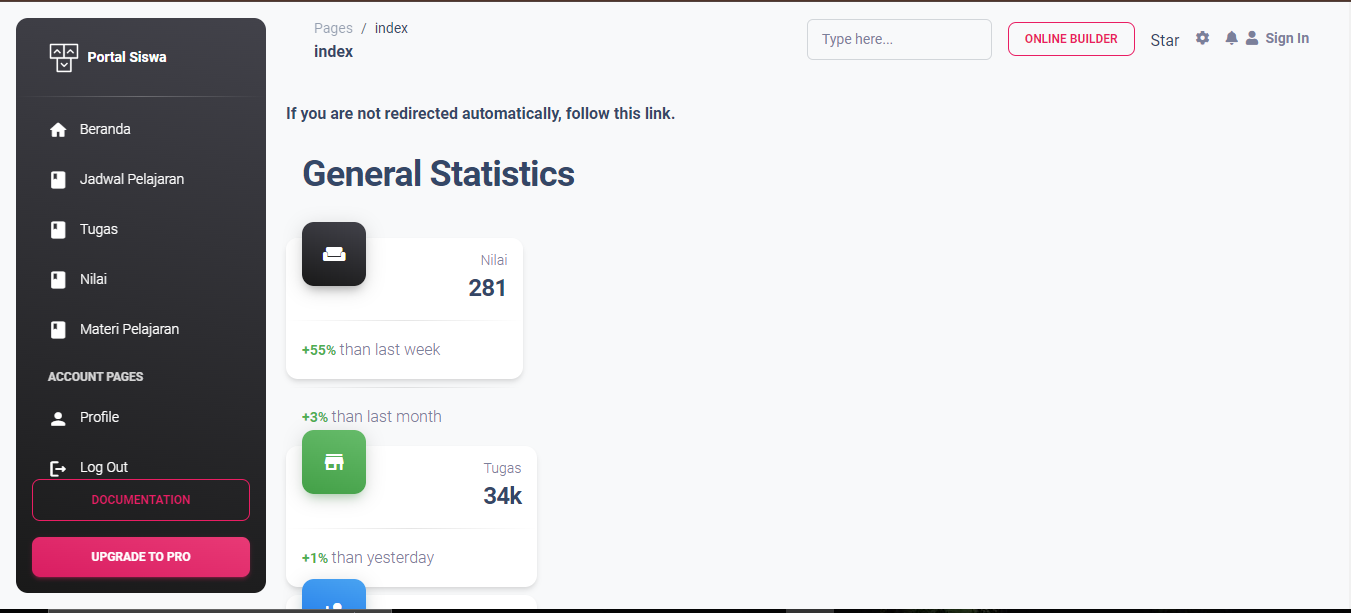 Portal Siswa
Beranda
Jadwal Pelajaran
Tugas
Nilai
Materi Pelajaran
ACCOUNT PAGES
Profile
Log Out
DOCUMENTATION
UPGRADE TO PRO
Pages / index
index
Type here...
ONLINE BUILDER
Star
Sign In
If you are not redirected automatically, follow this link.
General Statistics
Nilai
281
+55% than last week
+3% than last month
Tugas
34k
+1% than yesterday